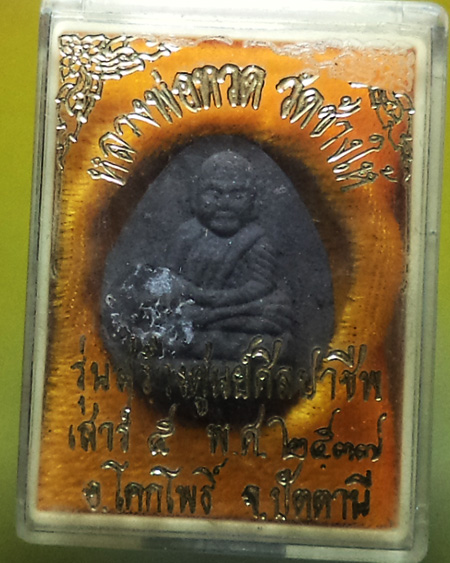 หลวงพ่อทวด วัดช้างให้
รุ่นสร้างศูนย์ศิลปาชีพ
เสาร์ ๕ พ.ศ. ๒๕๓๗
อ.โคกโพธิ์ จ.ปัตตานี